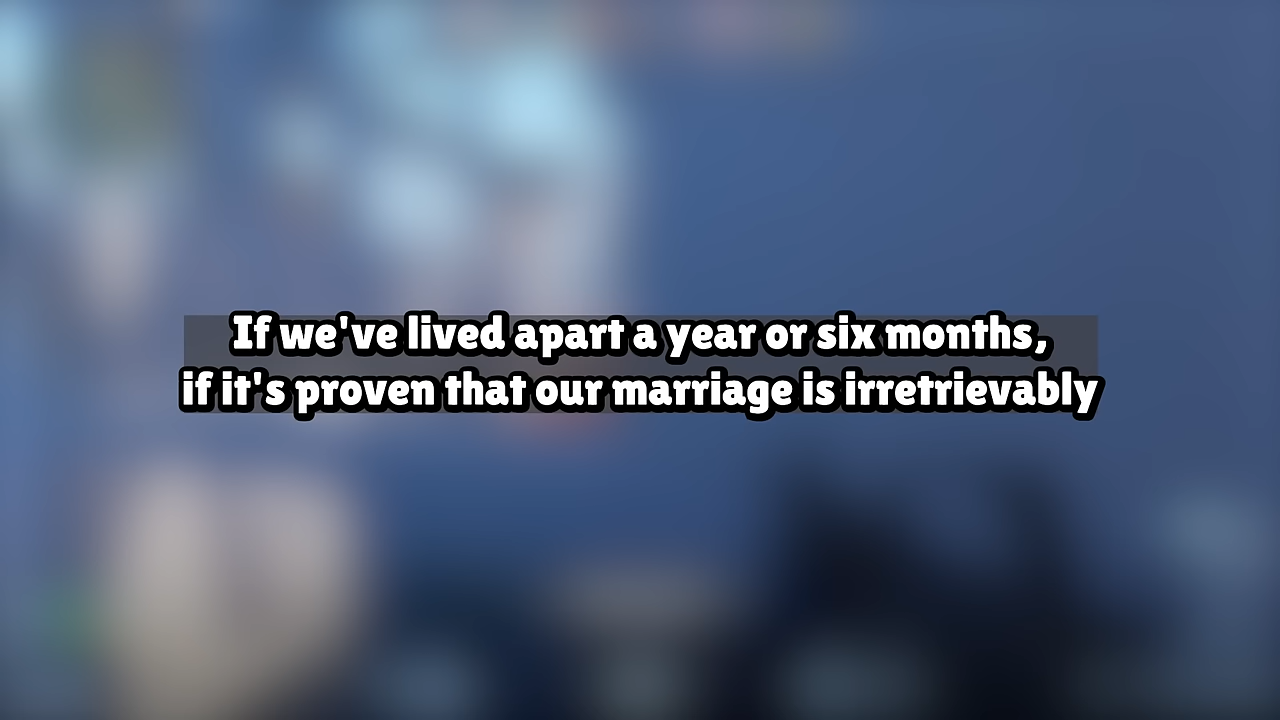 If we've lived apart a year or six months,
if it's proven that our marriage is irretrievably